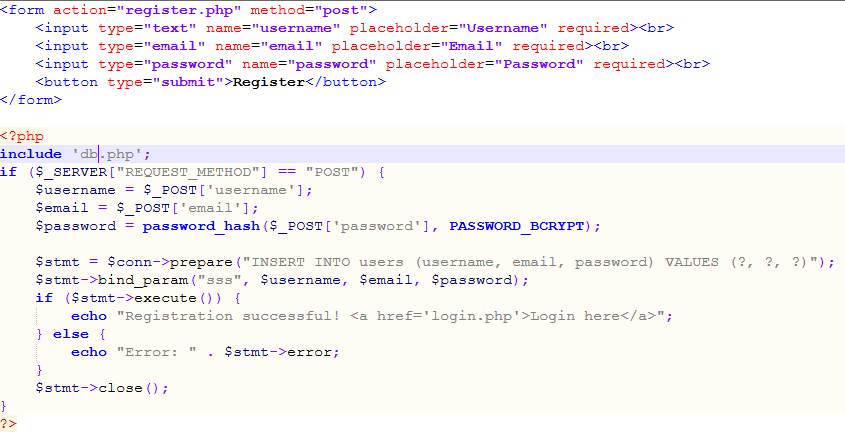 <form action="register.php" method="post">
    <input type="text" name="username" placeholder="Username" required><br>
    <input type="email" name="email" placeholder="Email" required><br>
    <input type="password" name="password" placeholder="Password" required><br>
    <button type="submit">Register</button>
</form>

<?php
include 'db.php';
if ($_SERVER["REQUEST_METHOD"] == "POST") {
    $username = $_POST['username'];
    $email = $_POST['email'];
    $password = password_hash($_POST['password'], PASSWORD_BCRYPT);

    $stmt = $conn->prepare("INSERT INTO users (username, email, password) VALUES (?, ?, ?)");
    $stmt->bind_param("sss", $username, $email, $password);
    if ($stmt->execute()) {
        echo "Registration successful! <a href='login.php'>Login here</a>";
    } else {
        echo "Error: " . $stmt->error;
    }
    $stmt->close();
}
?>